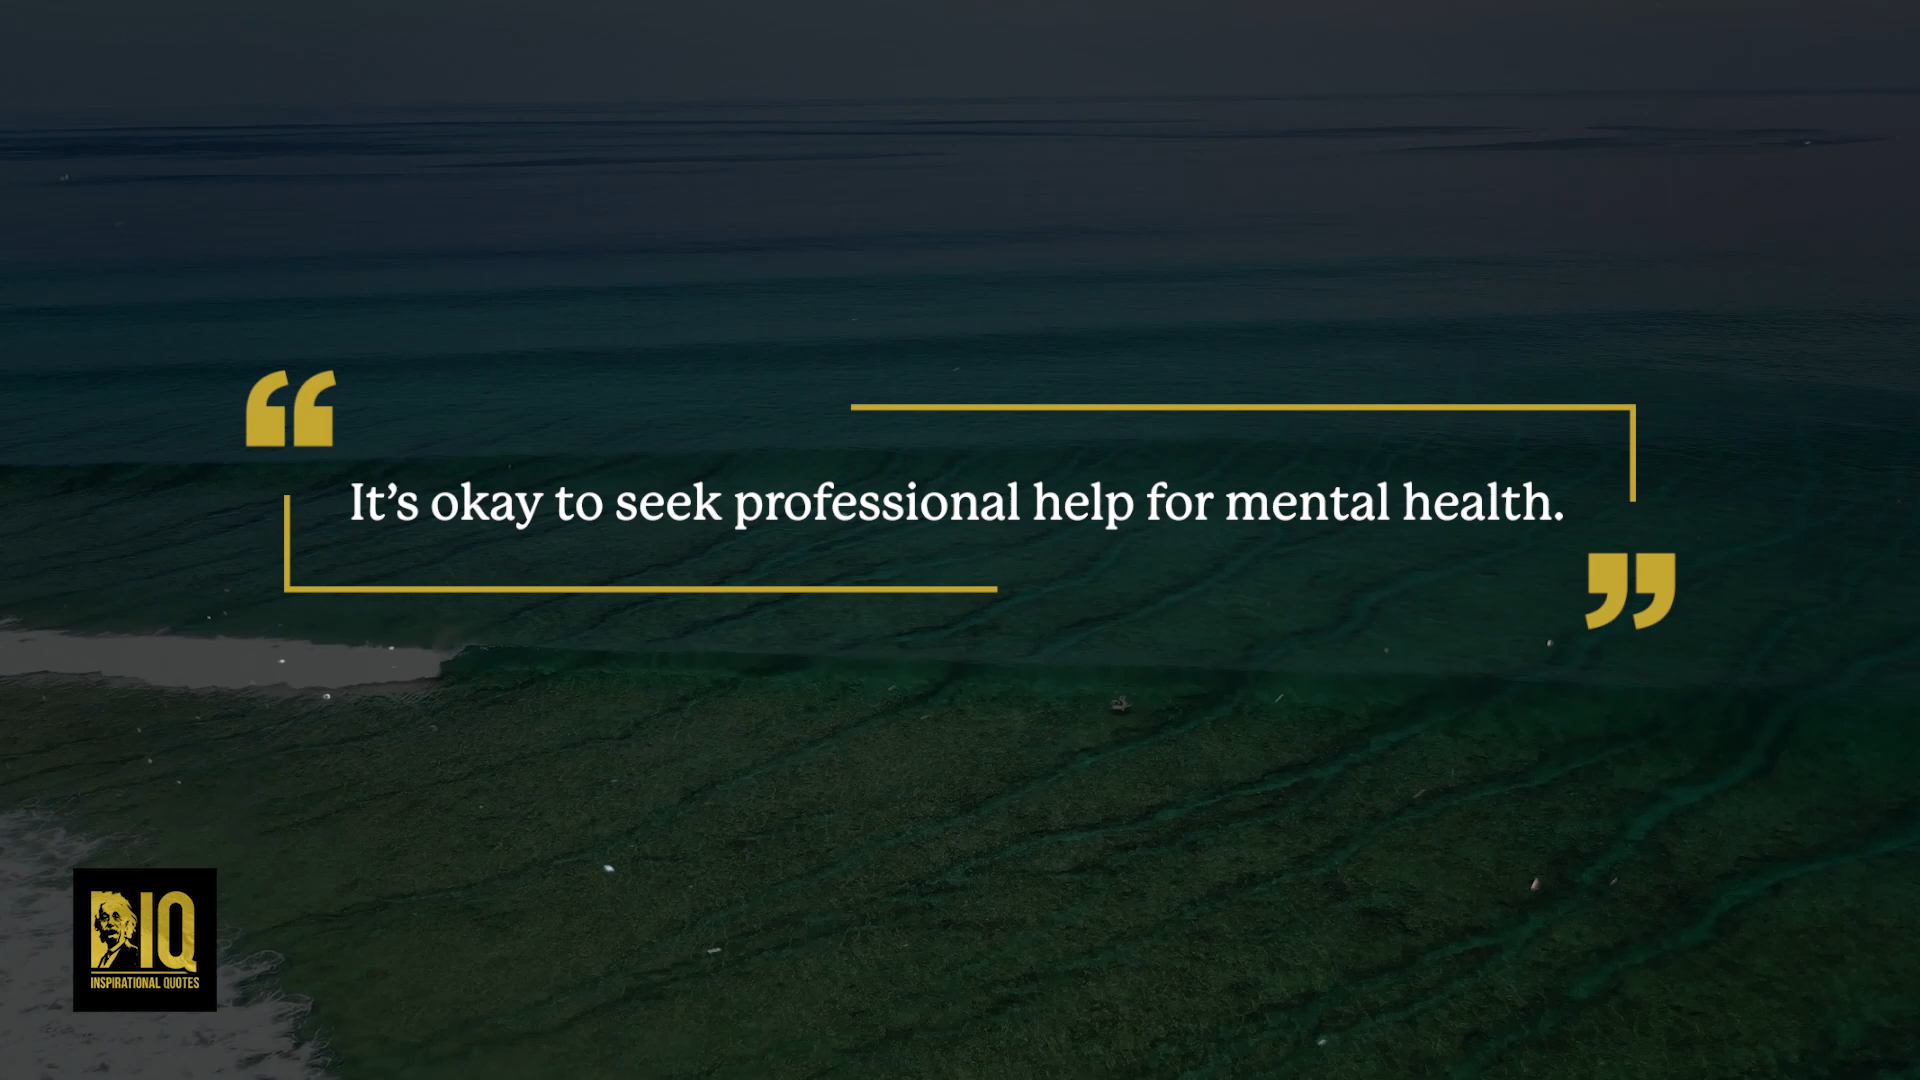 It’s okay to seek professional help for mental health.
IQ
INSPIRATIONAL QUOTES